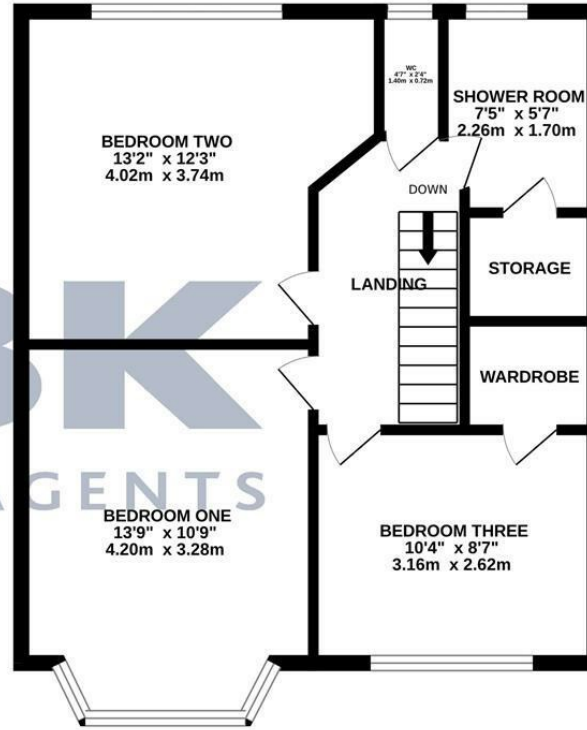 WC
4'7" x 2'4"
1.40m x 0.72m
SHOWER ROOM
7'5" x 5'7"
2.26m x 1.70m
BEDROOM TWO
13'2" x 12'3"
4.02m x 3.74m
DOWN
STORAGE
LANDING
WARDROBE
BK
AGENTS
BEDROOM ONE
13'9" x 10'9"
4.20m x 3.28m
BEDROOM THREE
10'4" x 8'7"
3.16m x 2.62m